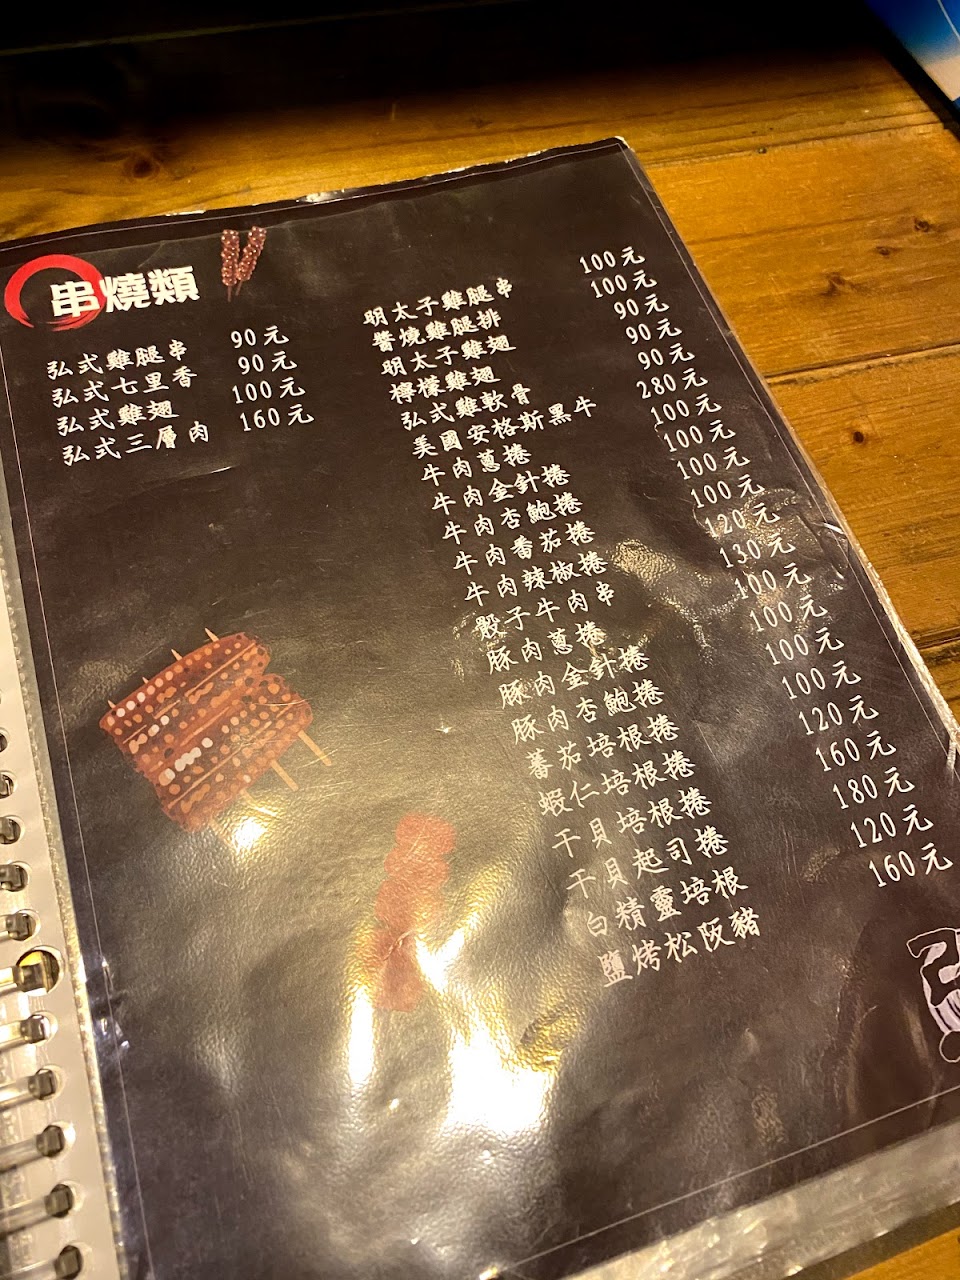 串燒類
弘式雞腿串 90元
弘式七里香 90元
弘式雞翅 100元
弘式三層肉 160元
明太子雞腿串 100元
醬燒雞腿排 100元
明太子雞翅 90元
檸檬雞翅 90元
弘式雞軟骨 90元
美國安格斯黑牛 280元
牛肉蔥捲 100元
牛肉金針捲 100元
牛肉杏鮑捲 100元
牛肉番茄捲 100元
牛肉辣椒捲 120元
骰子牛肉串 130元
豚肉蔥捲 100元
豚肉金針捲 100元
豚肉杏鮑捲 100元
蕃茄培根捲 100元
蝦仁培根捲 120元
干貝培根捲 160元
干貝起司捲 180元
白精靈培根 120元
鹽烤松阪豬 160元